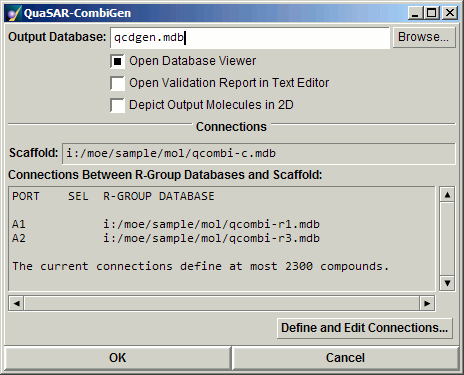 QuaSAR-CombiGen
Output Database: qcdgen.mdb Browse...
Open Database Viewer
Open Validation Report in Text Editor
Depict Output Molecules in 2D
Connections
Scaffold: i:/moe/sample/mol/qcombi-c.mdb
Connections Between R-Group Databases and Scaffold:
PORT SEL R-GROUP DATABASE
A1 i:/moe/sample/mol/qcombi-r1.mdb
A2 i:/moe/sample/mol/qcombi-r3.mdb
The current connections define at most 2300 compounds.
Define and Edit Connections...
OK Cancel